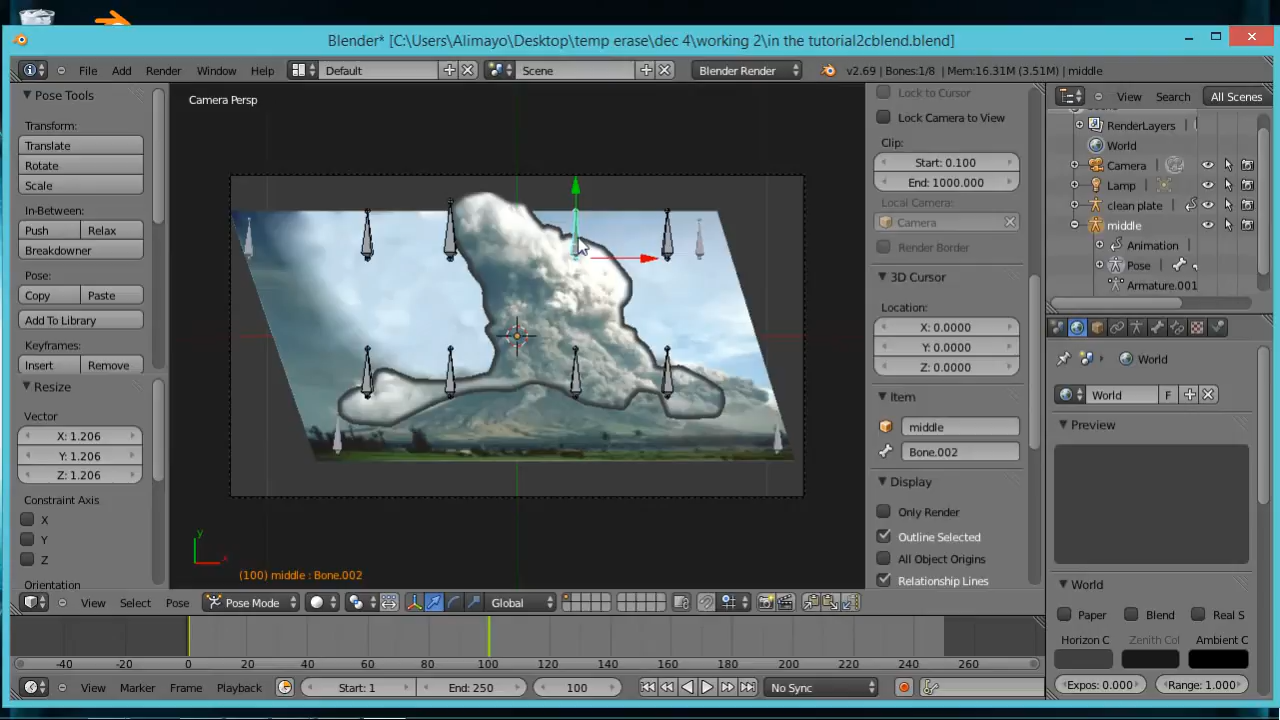 Blender* [C:\Users\Alimayo\Desktop\temp erase\dec 4\working 2\in the tutorial2cblend.blend]
File Add Render Window Help Default Scene Blender Render v2.69 | Bones:1/8 | Mem:16.31M (3.51M) | middle
Pose Tools
Transform:
Translate
Rotate
Scale
In-Between:
Push Relax
Breakdowner
Pose:
Copy Paste
Add To Library
Keyframes:
Insert Remove
Resize
Vector
X: 1.206
Y: 1.206
Z: 1.206
Constraint Axis
X
Y
Z
Orientation
Camera Persp
y
x
(100) middle : Bone.002
Lock to Cursor
Lock Camera to View
Clip:
Start: 0.100
End: 1000.000
Local Camera:
Camera
Render Border
3D Cursor
Location:
X: 0.0000
Y: 0.0000
Z: 0.0000
Item
middle
Bone.002
Display
Only Render
Outline Selected
All Object Origins
Relationship Lines
View Search All Scenes
RenderLayers
World
Camera
Lamp
clean plate
middle
Animation
Pose
Armature.001
World
World F
Preview
World
Paper Blend Real S
Horizon C Zenith Col Ambient C
Expos: 0.000 Range: 1.000
View Select Pose Pose Mode Global
-40 -20 0 20 40 60 80 100 120 140 160 180 200 220 240 260
View Marker Frame Playback Start: 1 End: 250 100 No Sync